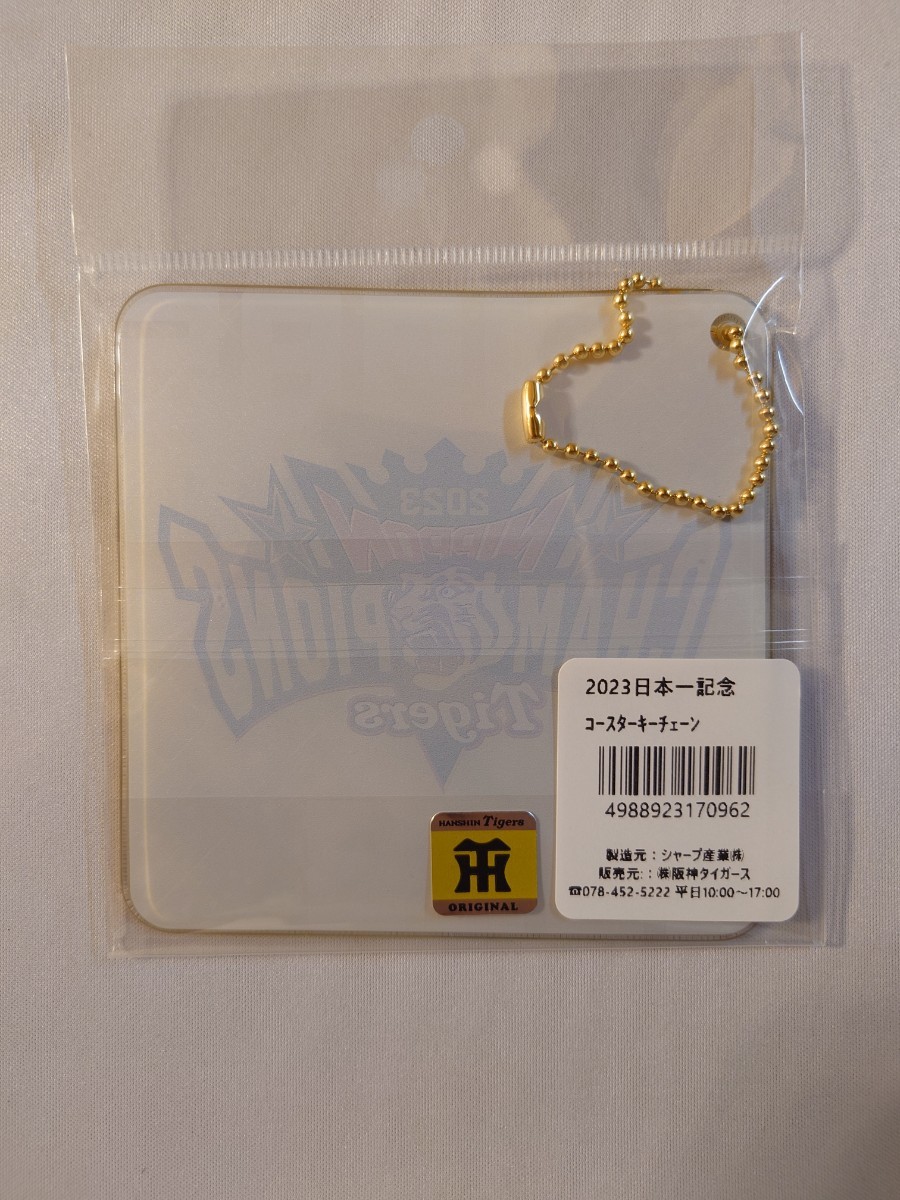 2023
NIPPON
CHAMPIONS
Tigers
2023日本一記念
コースターキーチェーン
4988923170962
製造元：シャープ産業㈱
販売元：：㈱阪神タイガース
☎078-452-5222 平日10:00～17:00
HANSHIN Tigers
HT
ORIGINAL